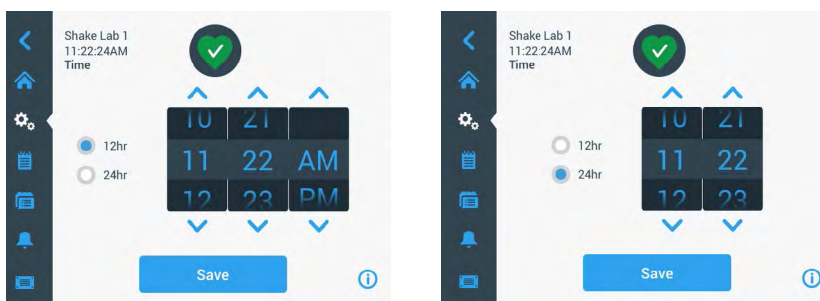 Shake Lab 1
11:22:24AM
Time
10 21
12hr
11 22 AM
24hr
12 23 PM
Save
Shake Lab 1
11:22:24AM
Time
10 21
12hr
11 22
24hr
12 23
Save